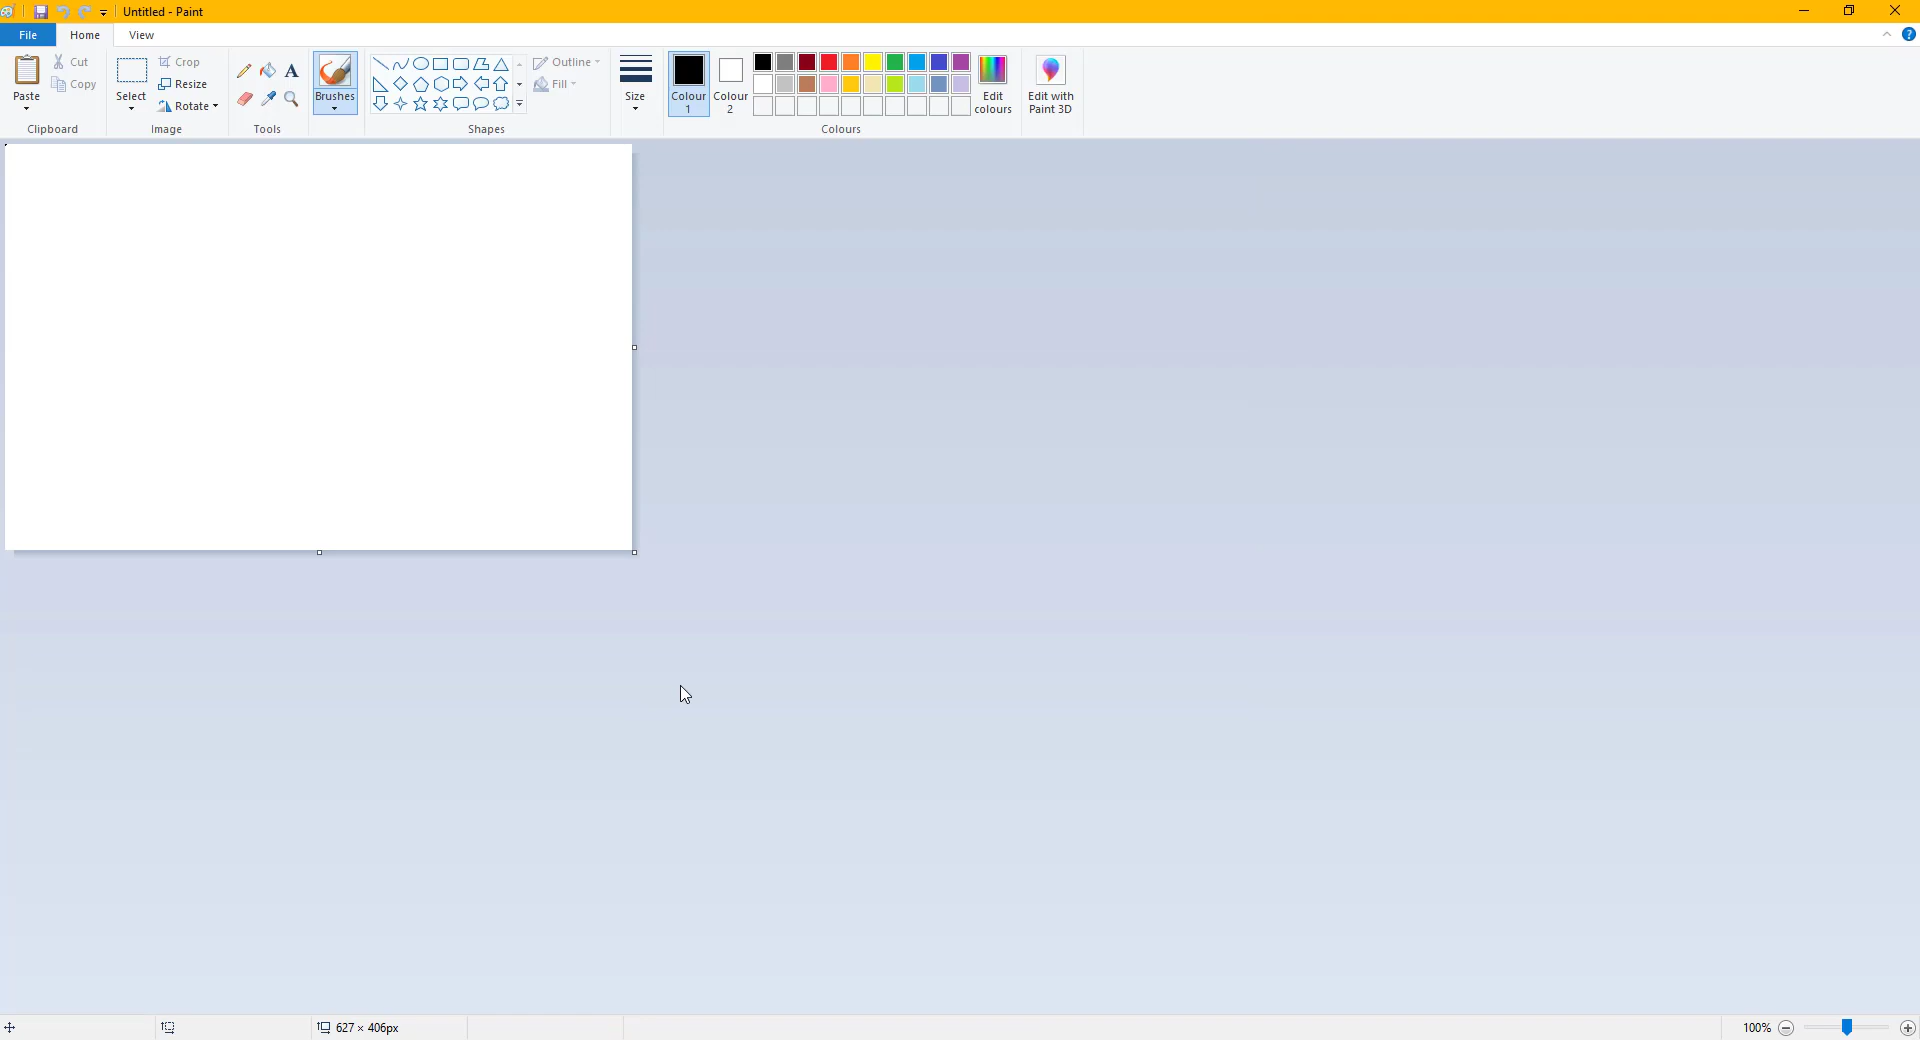 Untitled - Paint
File Home View
Paste Cut Copy
Clipboard
Select Crop Resize Rotate
Image
A
Tools
Brushes
Shapes
Outline
Fill
Size
Colour 1 Colour 2
Edit colours
Colours
Edit with Paint 3D
?
627 × 406px
100%